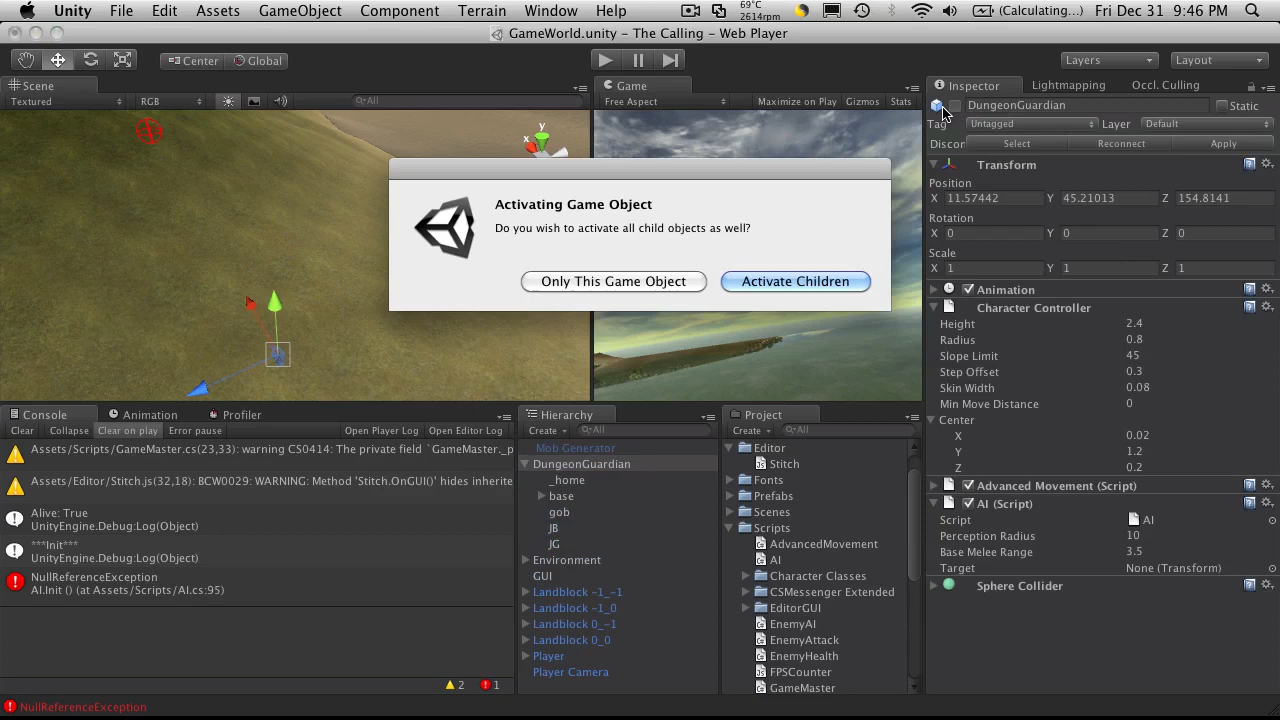 Unity File Edit Assets GameObject Component Terrain Window Help 69°C 2614rpm (Calculating... Fri Dec 31 9:46 PM
GameWorld.unity - The Calling - Web Player
Center Global Layers Layout
Scene
Textured RGB All
Game
Free Aspect Maximize on Play Gizmos Stats
x y
Activating Game Object
Do you wish to activate all child objects as well?
Only This Game Object Activate Children
Inspector Lightmapping Occl. Culling
DungeonGuardian Static
Tag Untagged Layer Default
Discon Select Reconnect Apply
Transform
Position
X 11.57442 Y 45.21013 Z 154.8141
Rotation
X 0 Y 0 Z 0
Scale
X 1 Y 1 Z 1
Animation
Character Controller
Height 2.4
Radius 0.8
Slope Limit 45
Step Offset 0.3
Skin Width 0.08
Min Move Distance 0
Center
X 0.02
Y 1.2
Z 0.2
Advanced Movement (Script)
AI (Script)
Script AI
Perception Radius 10
Base Melee Range 3.5
Target None (Transform)
Sphere Collider
Console Animation Profiler
Clear Collapse Clear on play Error pause Open Player Log Open Editor Log
Assets/Scripts/GameMaster.cs(23,33): warning CS0414: The private field `GameMaster._p
Assets/Editor/Stitch.js(32,18): BCW0029: WARNING: Method 'Stitch.OnGUI()' hides inherite
Alive: True
UnityEngine.Debug:Log(Object)
***Init***
UnityEngine.Debug:Log(Object)
NullReferenceException
AI.Init () (at Assets/Scripts/AI.cs:95)
2 1
NullReferenceException
Hierarchy
Create All
Mob Generator
DungeonGuardian
_home
base
gob
JB
JG
Environment
GUI
Landblock -1_-1
Landblock -1_0
Landblock 0_-1
Landblock 0_0
Player
Player Camera
Project
Create All
Editor
Stitch
Fonts
Prefabs
Scenes
Scripts
AdvancedMovement
AI
Character Classes
CSMessenger Extended
EditorGUI
EnemyAI
EnemyAttack
EnemyHealth
FPSCounter
GameMaster